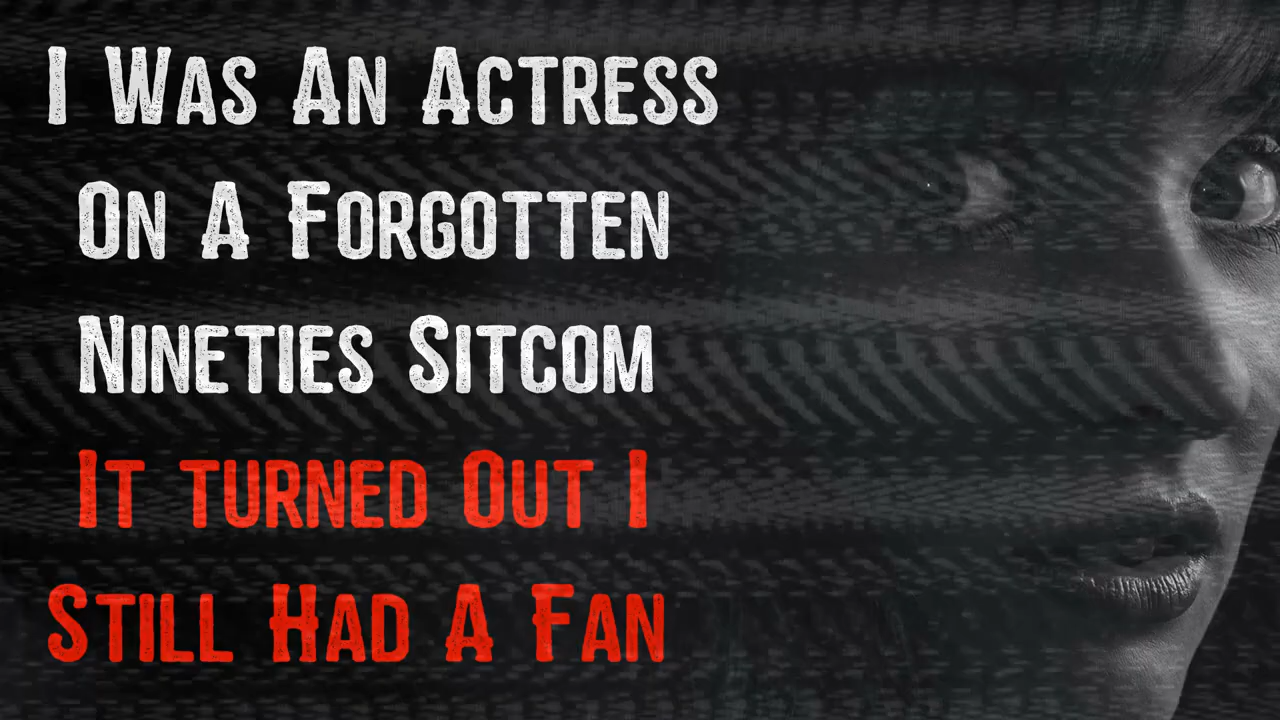 I Was An Actress
On A Forgotten
Nineties Sitcom
It turned Out I
Still Had A Fan